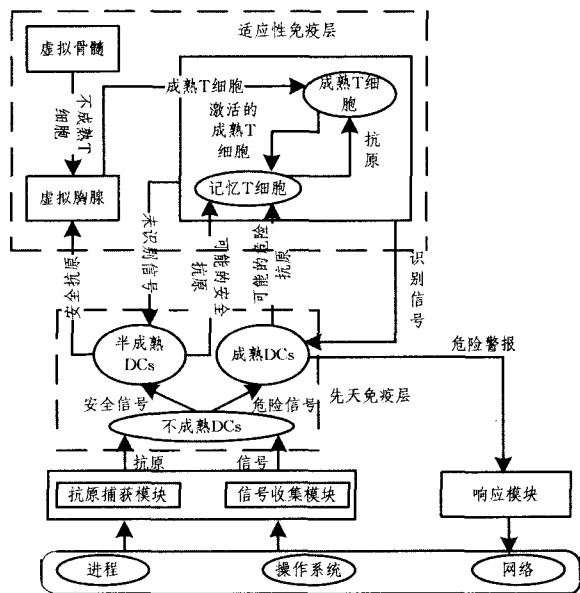 适应性免疫层
虚拟骨髓
不成熟T
细胞
虚拟胸腺
成熟T细胞
成熟T细
胞
激活的
成熟T
细胞
抗原
记忆T细胞
安全抗原
未识别信号
可能的安全
抗原
可能的危险
抗原
识别信号
半成熟
DCs
成熟DCs
危险警报
先天免疫层
安全信号
危险信号
不成熟DCs
抗原
信号
抗原捕获模块
信号收集模块
响应模块
进程
操作系统
网络